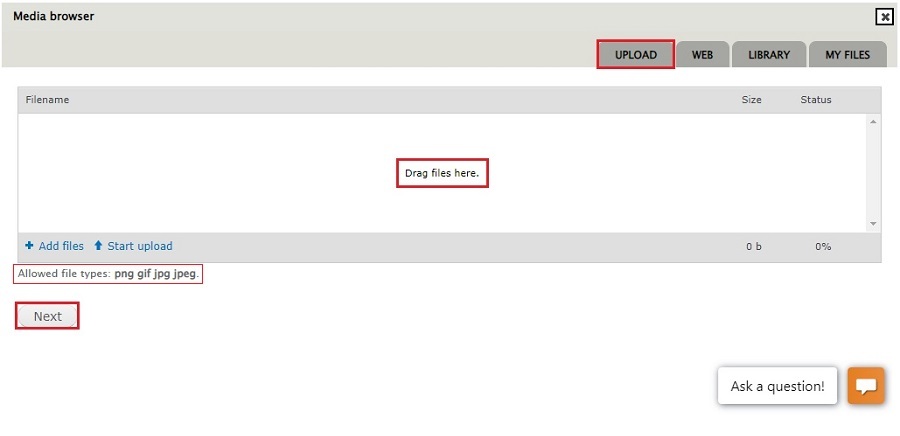 Media browser
UPLOAD WEB LIBRARY MY FILES
Filename Size Status
Drag files here.
Add files Start upload 0 b 0%
Allowed file types: png gif jpg jpeg.
Next
Ask a question!